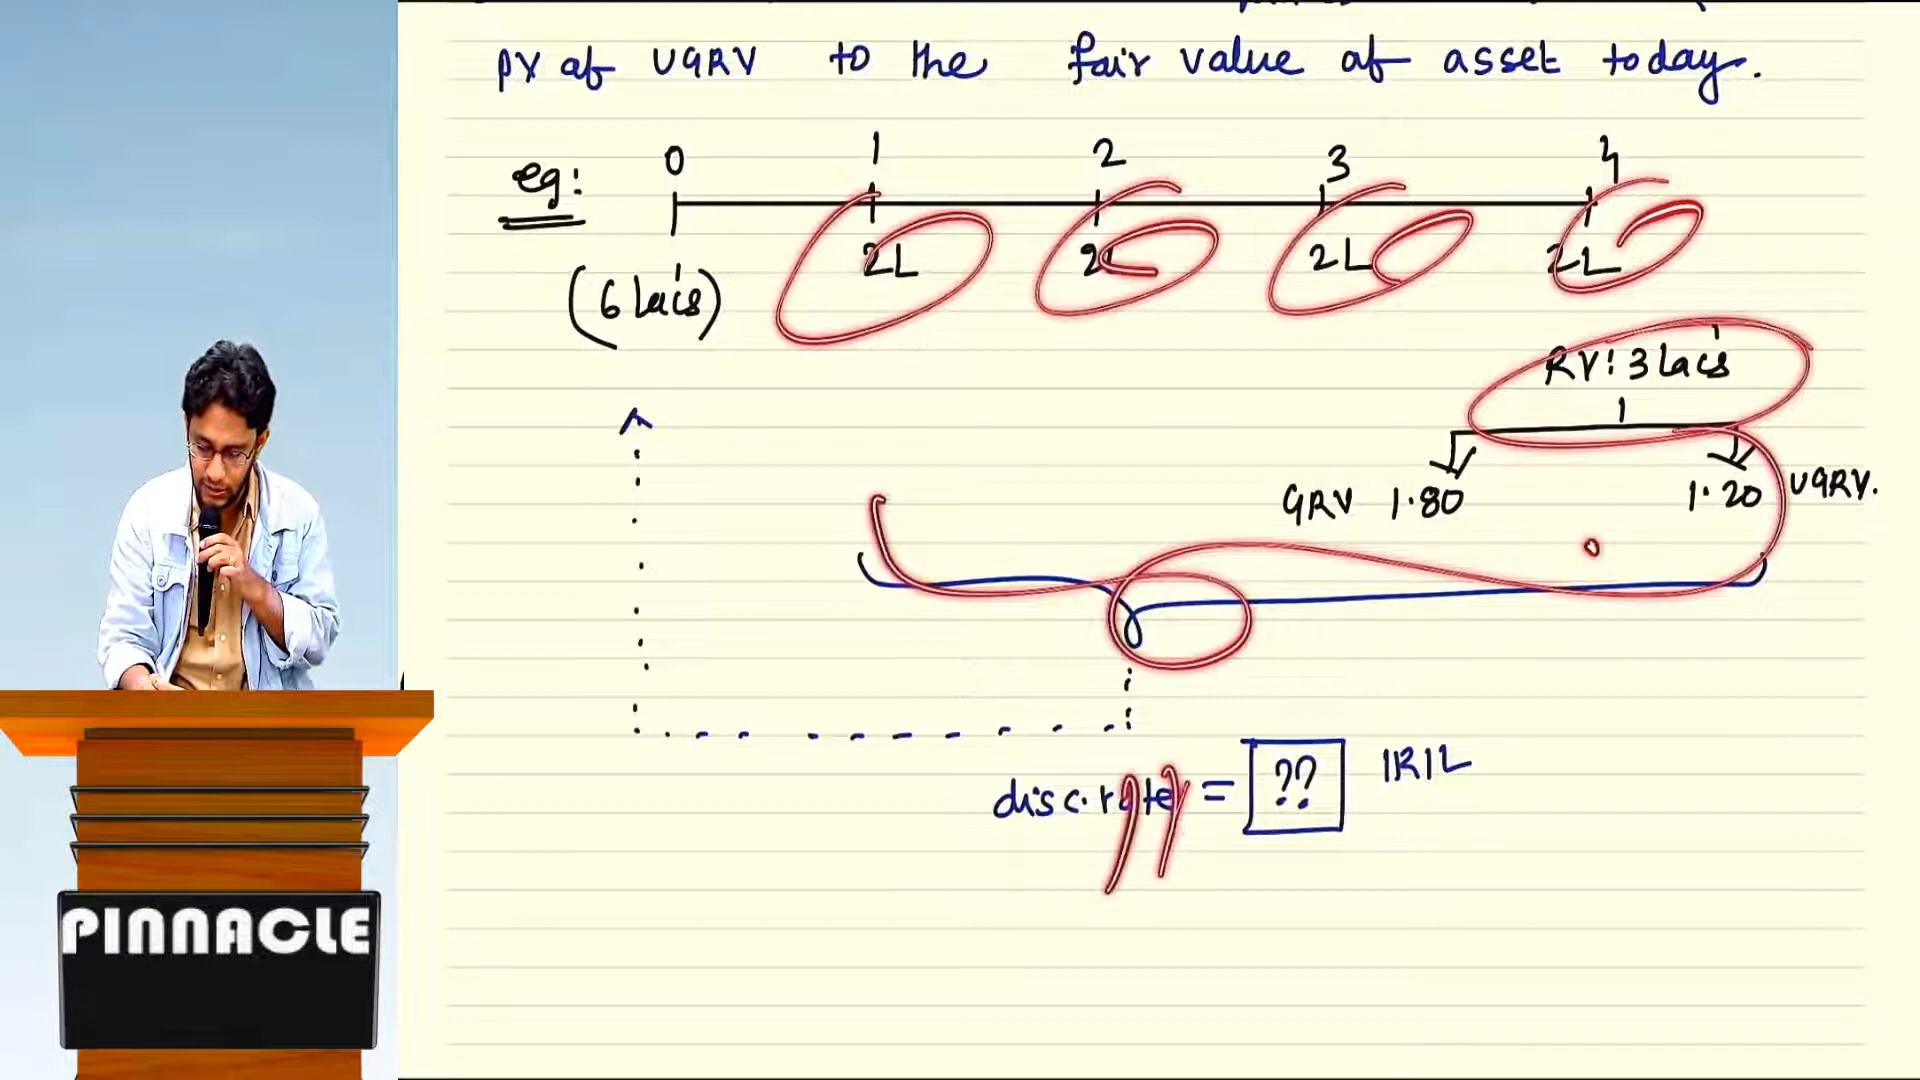 PV of UGRV to the fair value of asset today.
0 1 2 3 4
eg:
2L 2L 2L 2L
(6 lacs)
RV: 3 lacs
GRV 1.80 1.20 UGRV.
disc. rate = ?? IRIL
PINNACLE